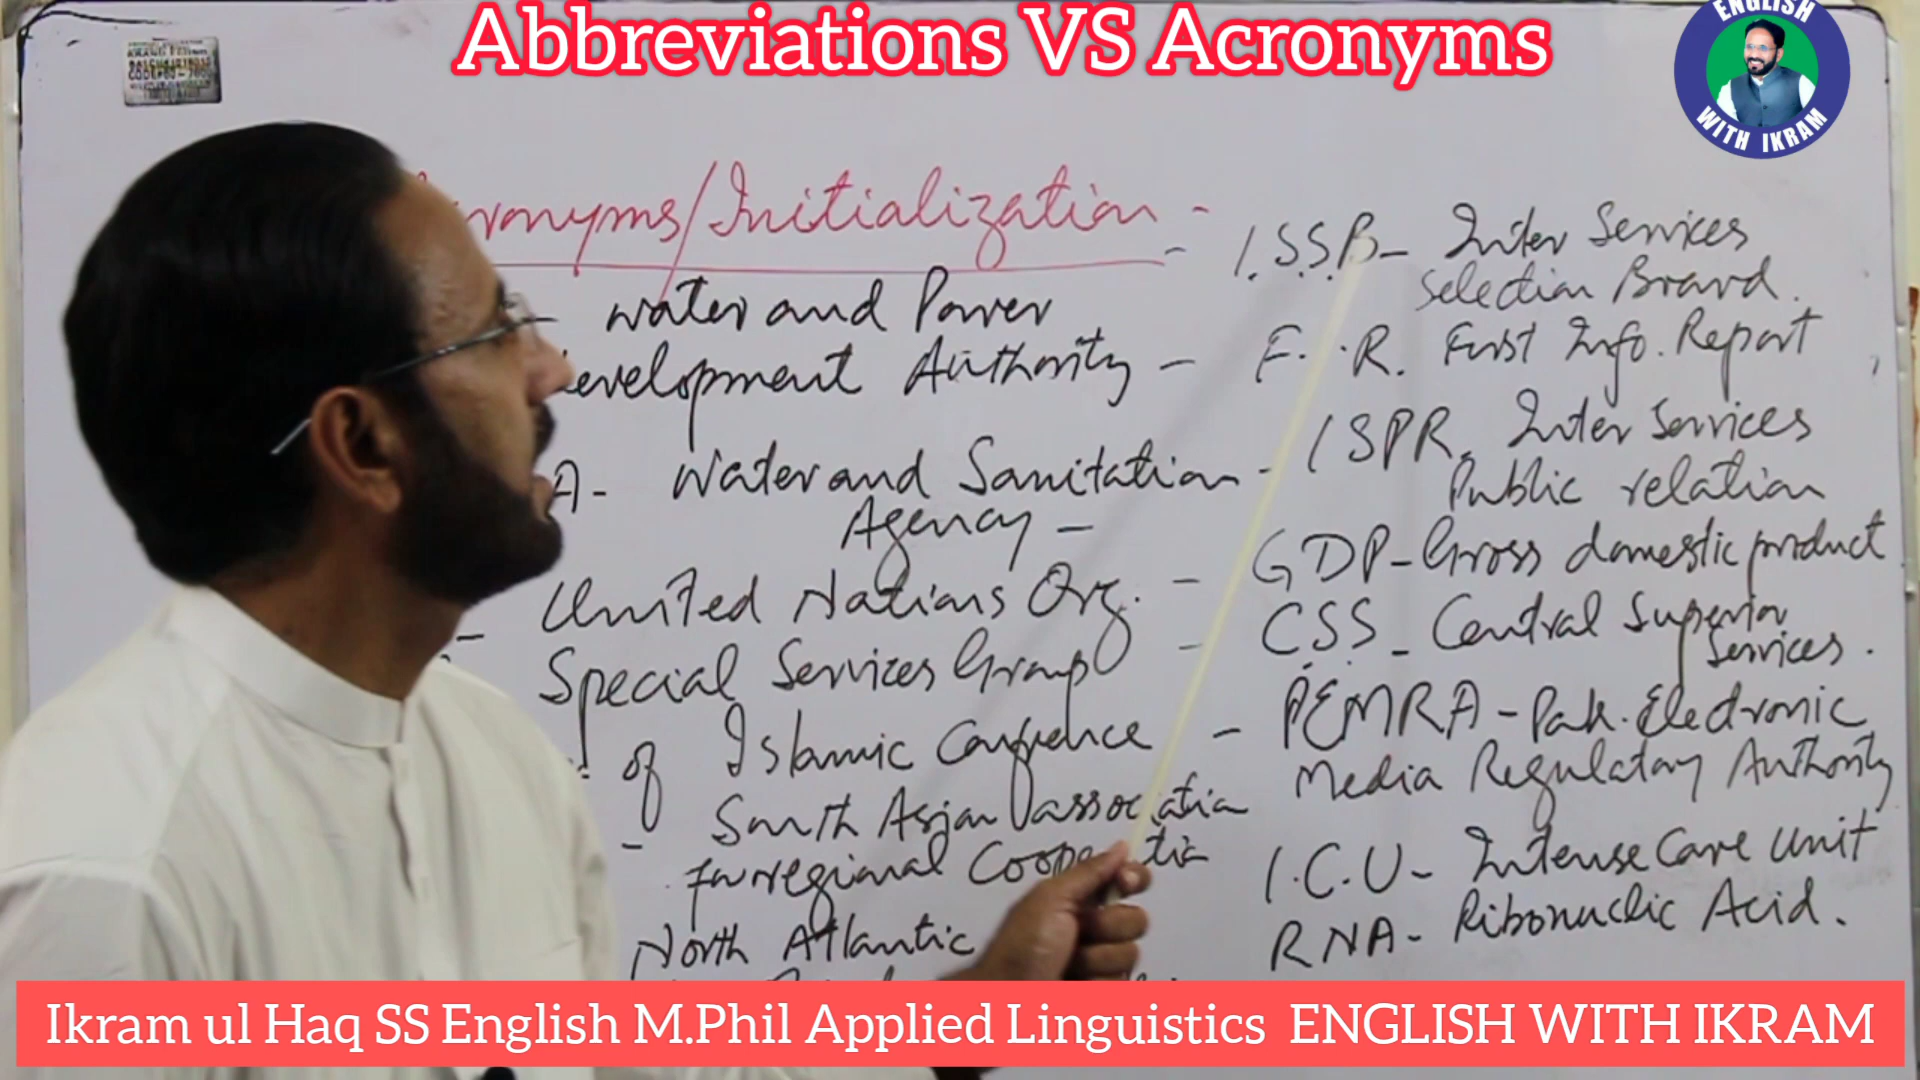 Abbreviations VS Acronyms
ENGLISH
WITH IKRAM
Acronyms/Initialization -
- water and Power
Development Authority -
A - Water and Sanitation -
Agency -
- United Nations Org. -
Special Services Group -
of Islamic Conference -
- South Asian association
for regional Cooperation
North Atlantic
I.S.S.B - Inter Services
Selection Board.
F. .R. First Info. Report
ISPR. Inter Services
Public relation
GDP - Gross domestic product
C.S.S - Central Superior
Services.
PEMRA - Pak. Electronic
Media Regulatory Authority
I.C.U - Intense Care Unit
RNA - Ribonuclic Acid.
Ikram ul Haq SS English M.Phil Applied Linguistics ENGLISH WITH IKRAM